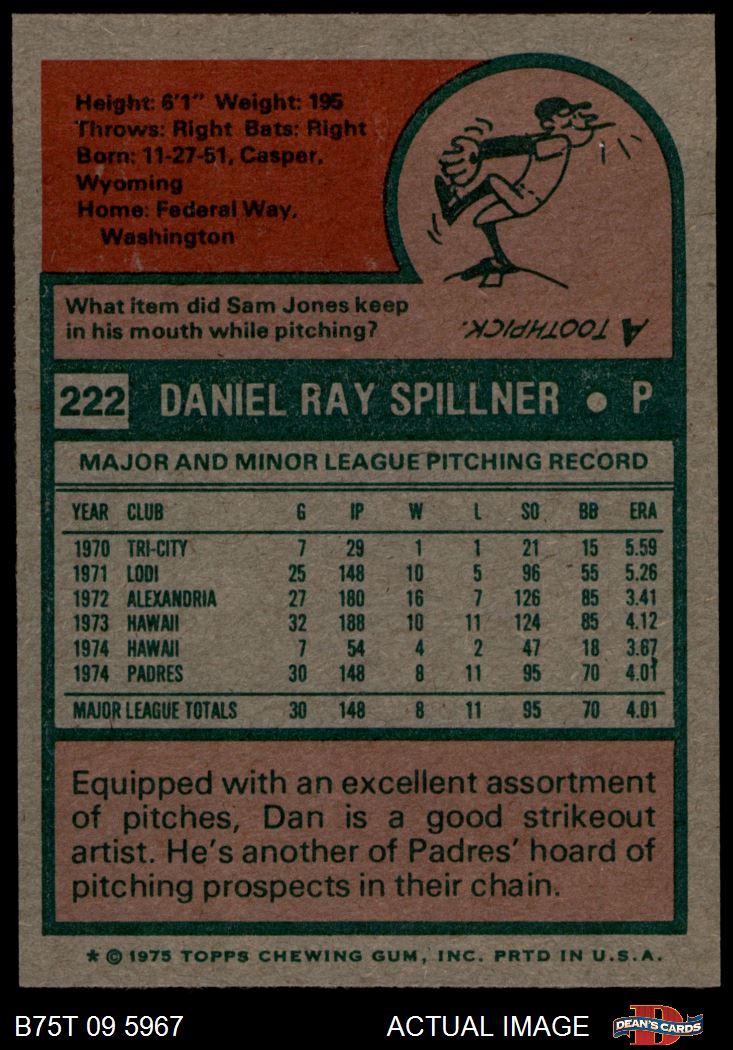 Height: 6'1" Weight: 195
Throws: Right Bats: Right
Born: 11-27-51, Casper,
Wyoming
Home: Federal Way,
Washington
What item did Sam Jones keep
in his mouth while pitching?
A TOOTHPICK.
222 DANIEL RAY SPILLNER • P
MAJOR AND MINOR LEAGUE PITCHING RECORD
YEAR CLUB G IP W L SO BB ERA
1970 TRI-CITY 7 29 1 1 21 15 5.59
1971 LODI 25 148 10 5 96 55 5.26
1972 ALEXANDRIA 27 180 16 7 126 85 3.41
1973 HAWAII 32 188 10 11 124 85 4.12
1974 HAWAII 7 54 4 2 47 18 3.67
1974 PADRES 30 148 8 11 95 70 4.01
MAJOR LEAGUE TOTALS 30 148 8 11 95 70 4.01
Equipped with an excellent assortment
of pitches, Dan is a good strikeout
artist. He's another of Padres' hoard of
pitching prospects in their chain.
* © 1975 TOPPS CHEWING GUM, INC. PRTD IN U.S.A.
B75T 09 5967 ACTUAL IMAGE D DEAN'S CARDS